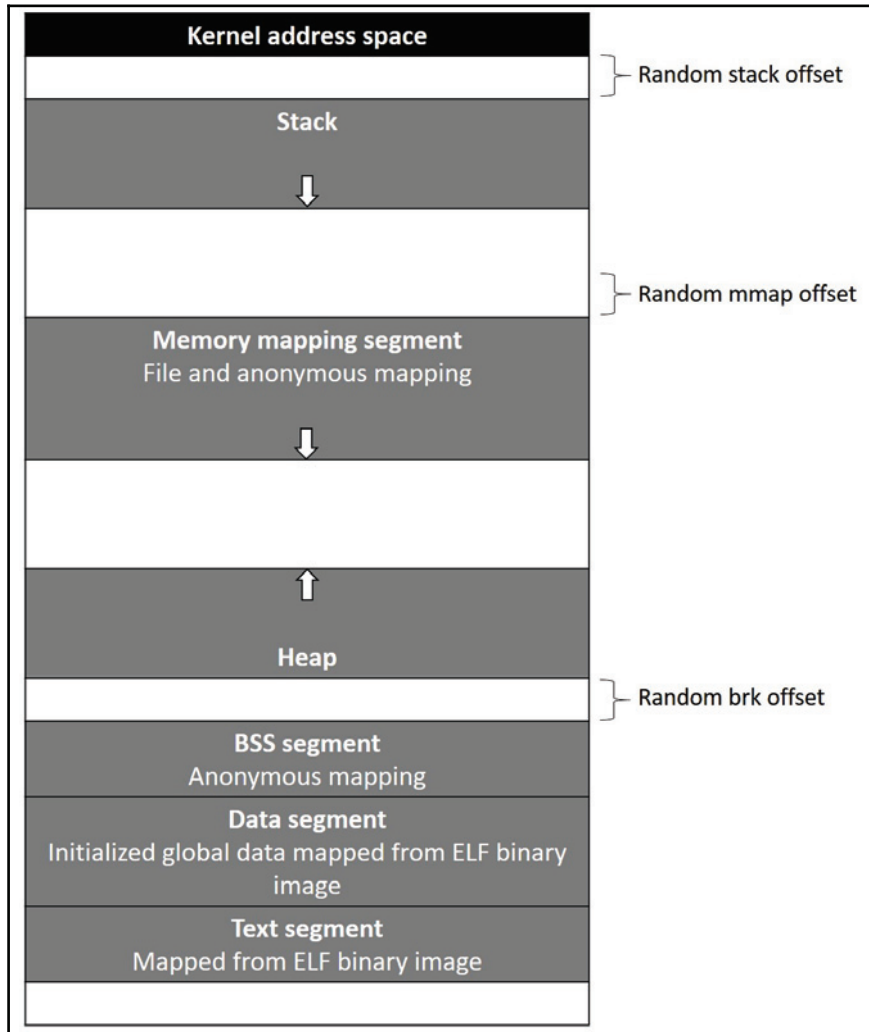 Kernel address space
Random stack offset
Stack
Random mmap offset
Memory mapping segment
File and anonymous mapping
Heap
Random brk offset
BSS segment
Anonymous mapping
Data segment
Initialized global data mapped from ELF binary
image
Text segment
Mapped from ELF binary image